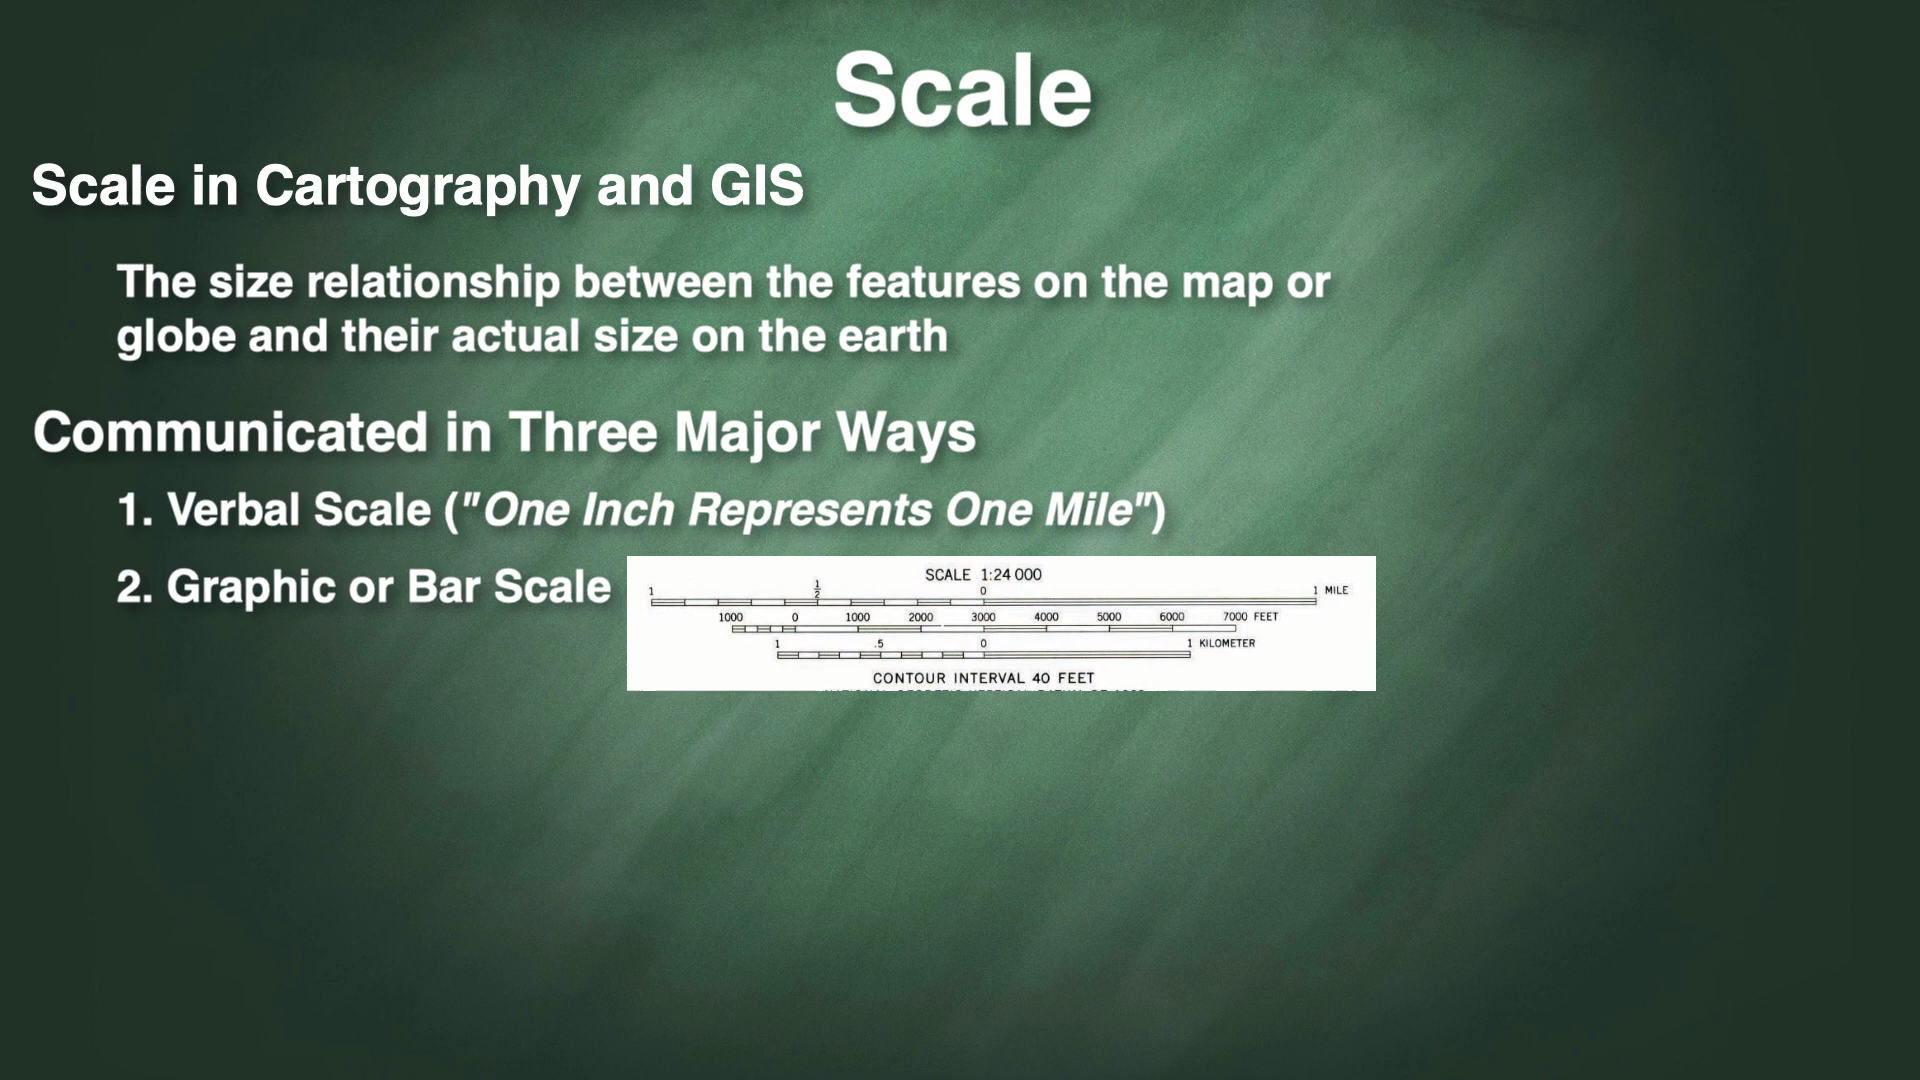 Scale
Scale in Cartography and GIS
The size relationship between the features on the map or
globe and their actual size on the earth
Communicated in Three Major Ways
1. Verbal Scale ("One Inch Represents One Mile")
2. Graphic or Bar Scale
SCALE 1:24 000
1 1/2 0 1 MILE
1000 0 1000 2000 3000 4000 5000 6000 7000 FEET
1 .5 0 1 KILOMETER
CONTOUR INTERVAL 40 FEET